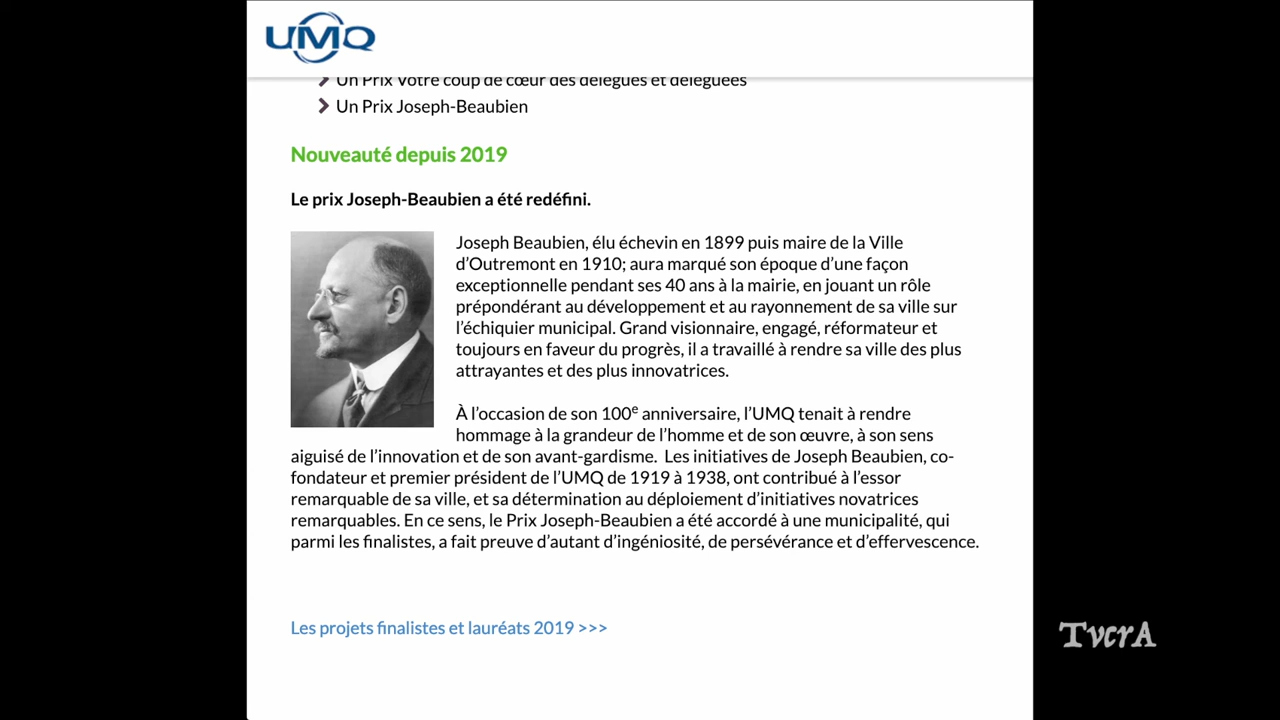 UMQ
Un Prix Votre coup de cœur des délégués et déléguées
Un Prix Joseph-Beaubien
Nouveauté depuis 2019
Le prix Joseph-Beaubien a été redéfini.
Joseph Beaubien, élu échevin en 1899 puis maire de la Ville
d’Outremont en 1910; aura marqué son époque d’une façon
exceptionnelle pendant ses 40 ans à la mairie, en jouant un rôle
prépondérant au développement et au rayonnement de sa ville sur
l’échiquier municipal. Grand visionnaire, engagé, réformateur et
toujours en faveur du progrès, il a travaillé à rendre sa ville des plus
attrayantes et des plus innovatrices.
À l’occasion de son 100e anniversaire, l’UMQ tenait à rendre
hommage à la grandeur de l’homme et de son œuvre, à son sens
aiguisé de l’innovation et de son avant-gardisme. Les initiatives de Joseph Beaubien, co-
fondateur et premier président de l’UMQ de 1919 à 1938, ont contribué à l’essor
remarquable de sa ville, et sa détermination au déploiement d’initiatives novatrices
remarquables. En ce sens, le Prix Joseph-Beaubien a été accordé à une municipalité, qui
parmi les finalistes, a fait preuve d’autant d’ingéniosité, de persévérance et d’effervescence.
Les projets finalistes et lauréats 2019 >>>
TvcrA